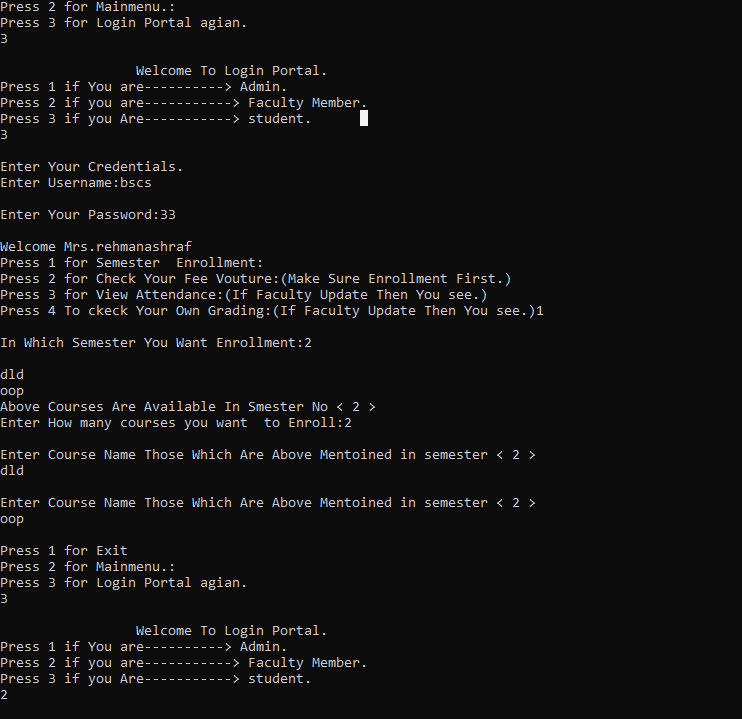 Press 2 for Mainmenu.:
Press 3 for Login Portal agian.
3
Welcome To Login Portal.
Press 1 if You are----------> Admin.
Press 2 if you are-----------> Faculty Member.
Press 3 if you Are-----------> student.
3
Enter Your Credentials.
Enter Username:bscs
Enter Your Password:33
Welcome Mrs.rehmanashraf
Press 1 for Semester  Enrollment:
Press 2 for Check Your Fee Vouture:(Make Sure Enrollment First.)
Press 3 for View Attendance:(If Faculty Update Then You see.)
Press 4 To ckeck Your Own Grading:(If Faculty Update Then You see.)1
In Which Semester You Want Enrollment:2
dld
oop
Above Courses Are Available In Smester No < 2 >
Enter How many courses you want  to Enroll:2
Enter Course Name Those Which Are Above Mentoined in semester < 2 >
dld
Enter Course Name Those Which Are Above Mentoined in semester < 2 >
oop
Press 1 for Exit
Press 2 for Mainmenu.:
Press 3 for Login Portal agian.
3
Welcome To Login Portal.
Press 1 if You are----------> Admin.
Press 2 if you are-----------> Faculty Member.
Press 3 if you Are-----------> student.
2